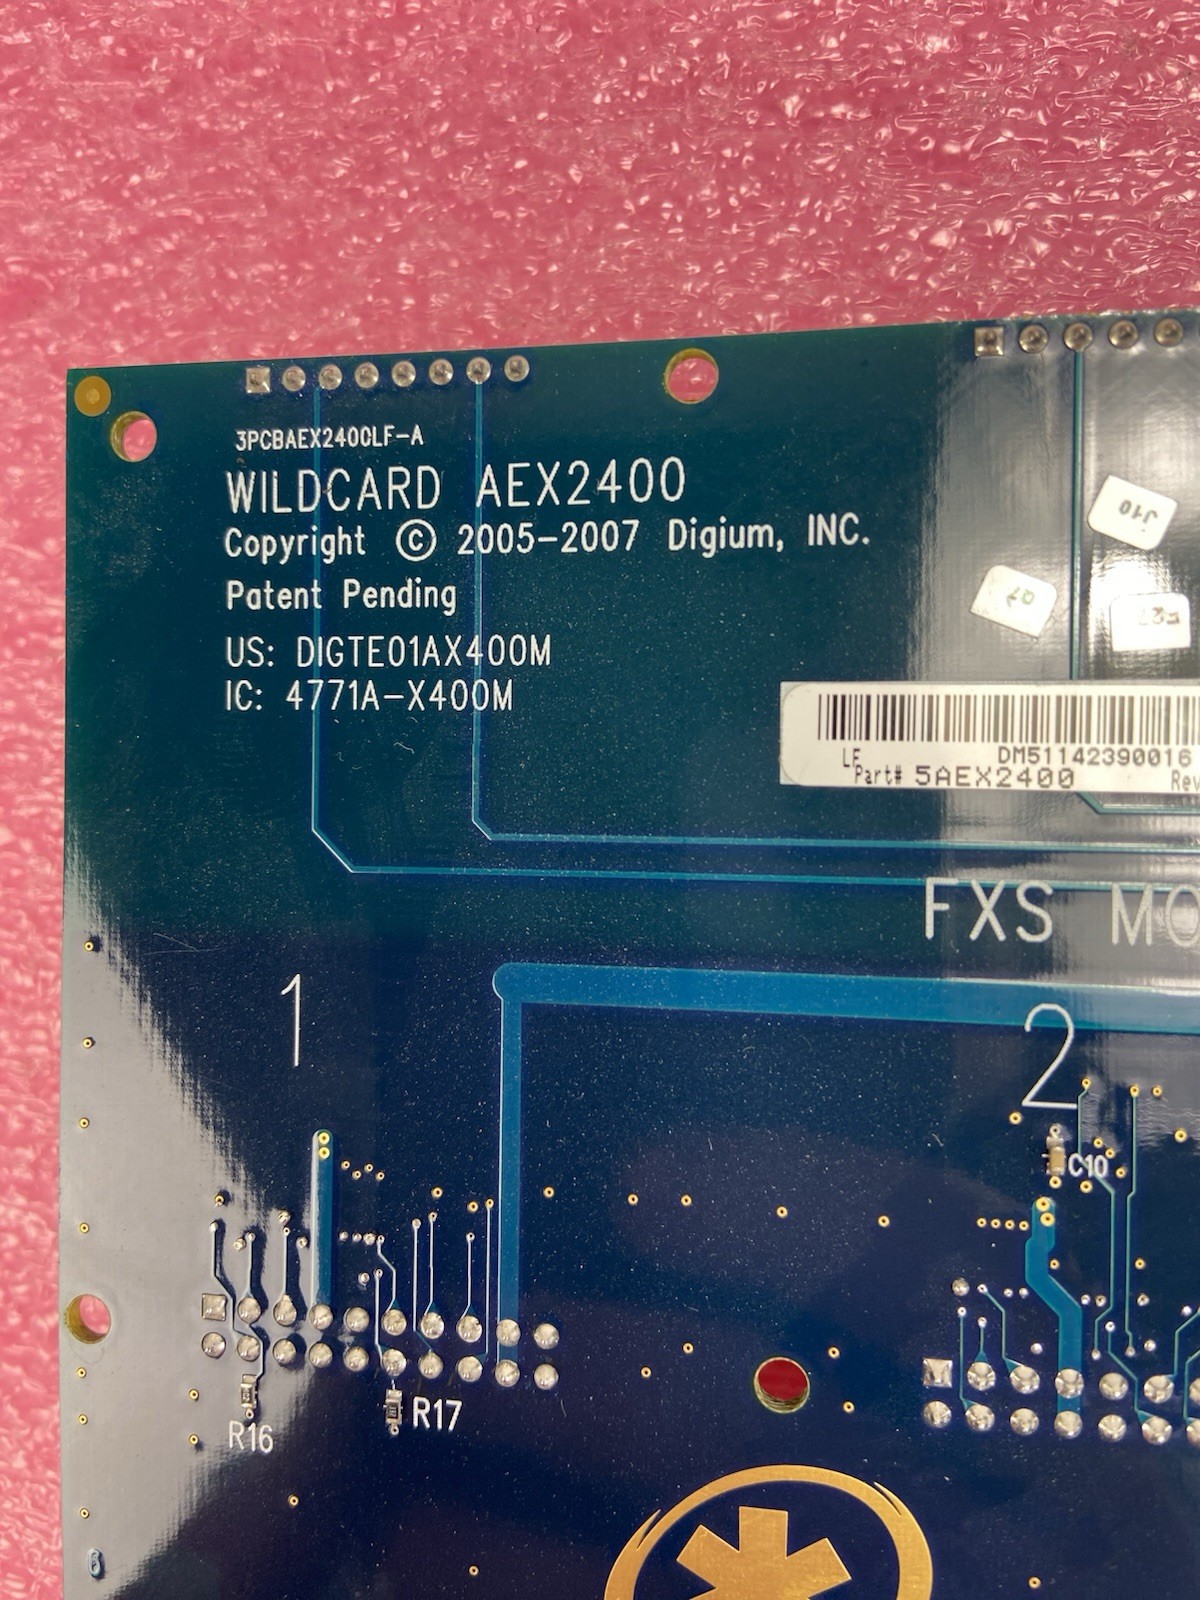 3PCBAEX2400LF-A
WILDCARD AEX2400
Copyright © 2005-2007 Digium, INC.
Patent Pending
US: DIGTE01AX400M
IC: 4771A-X400M
J10
Q7
LF DM51142390016
Part# 5AEX2400 Rev
FXS MO
1
2
C10
R16
R17